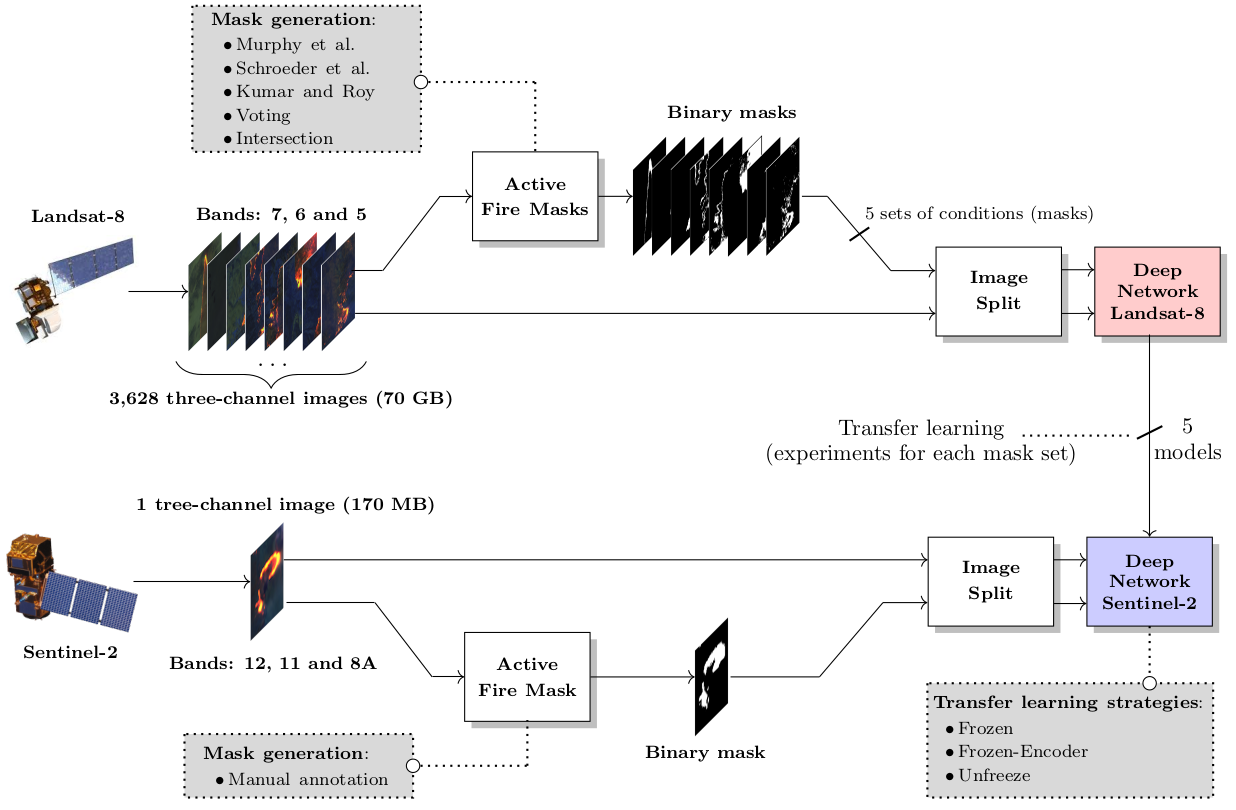 Mask generation:
• Murphy et al.
• Schroeder et al.
• Kumar and Roy
• Voting
• Intersection
Binary masks
Active
Fire Masks
Landsat-8
Bands: 7, 6 and 5
5 sets of conditions (masks)
Image
Split
Deep
Network
Landsat-8
. . .
3,628 three-channel images (70 GB)
Transfer learning
(experiments for each mask set)
5
models
1 tree-channel image (170 MB)
Image
Split
Deep
Network
Sentinel-2
Sentinel-2
Bands: 12, 11 and 8A
Active
Fire Mask
Binary mask
Mask generation:
• Manual annotation
Transfer learning strategies:
• Frozen
• Frozen-Encoder
• Unfreeze